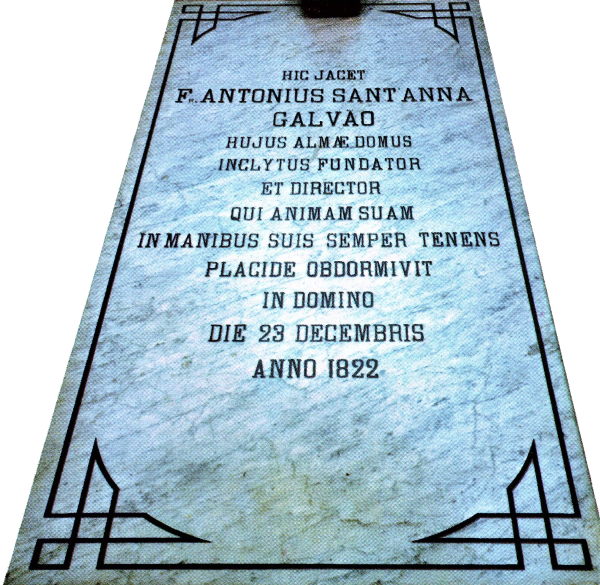 HIC JACET
Fr. ANTONIUS SANT'ANNA
GALVÃO
HUJUS ALMÆ DOMUS
INCLYTUS FUNDATOR
ET DIRECTOR
QUI ANIMAM SUAM
IN MANIBUS SUIS SEMPER TENENS
PLACIDE OBDORMIVIT
IN DOMINO
DIE 23 DECEMBRIS
ANNO 1822